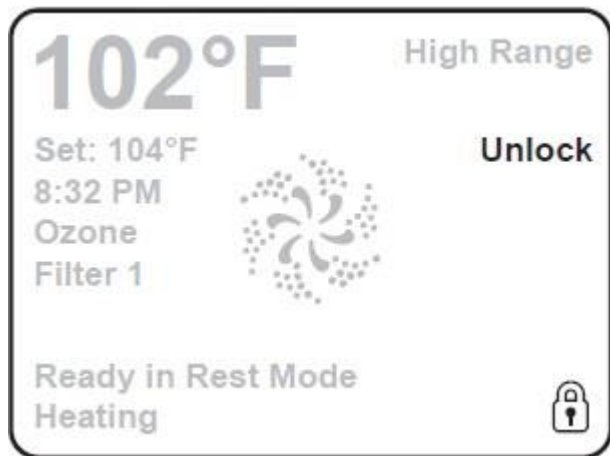 102°F
High Range
Set: 104°F
Unlock
8:32 PM
Ozone
Filter 1
Ready in Rest Mode
Heating